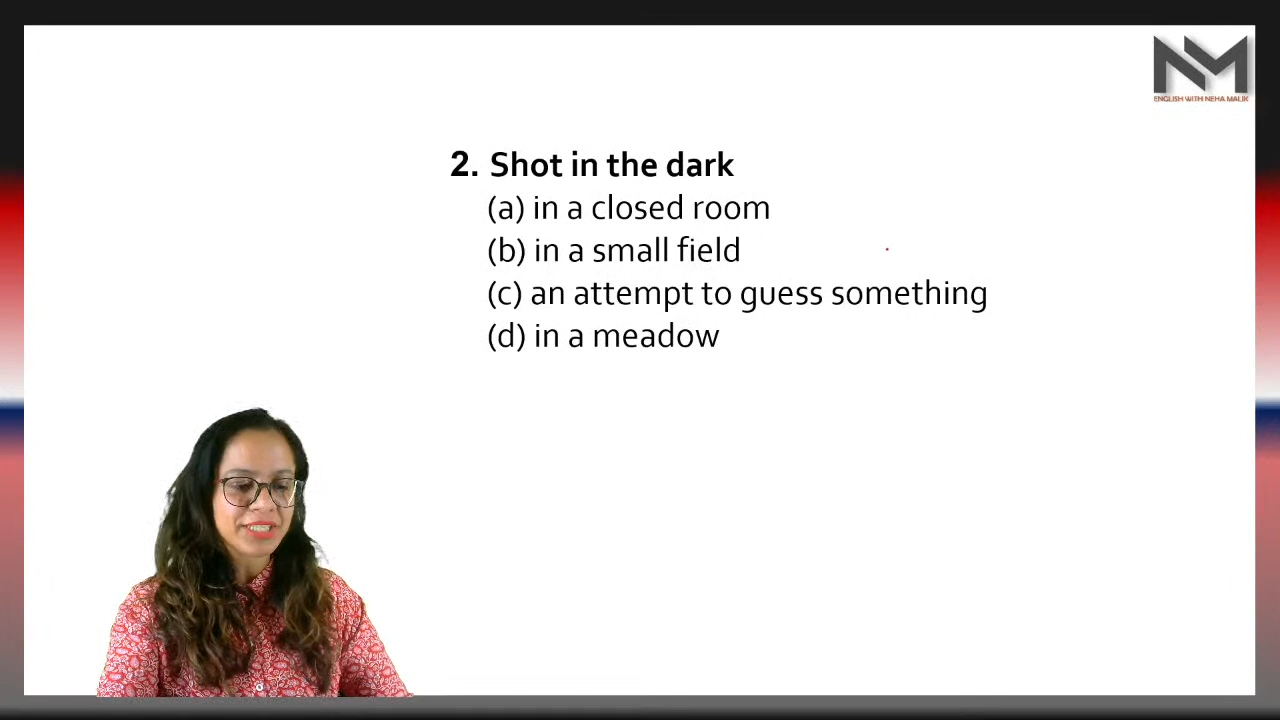 NM
ENGLISH WITH NEHA MALIK
2. Shot in the dark
(a) in a closed room
(b) in a small field
(c) an attempt to guess something
(d) in a meadow